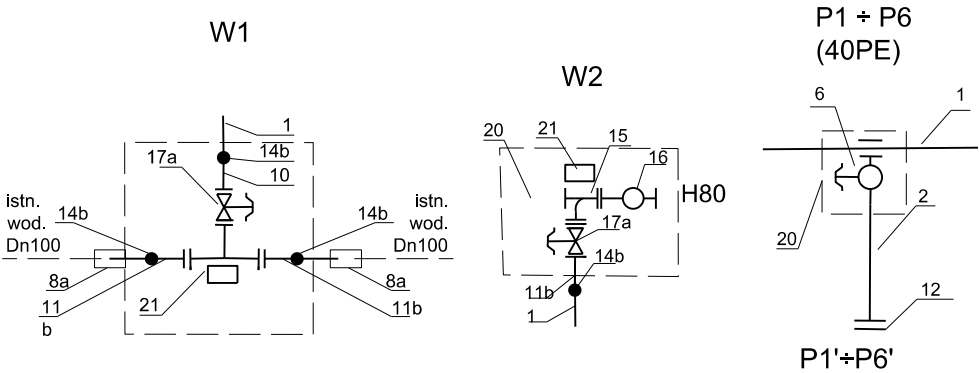 W1
1
17a
14b
10
istn.
wod.
Dn100
14b
14b
istn.
wod.
Dn100
8a
11
b
21
11b
8a
W2
20
21
15
16
H80
17a
14b
11b
1
P1 ÷ P6
(40PE)
6
1
2
20
12
P1'÷P6'